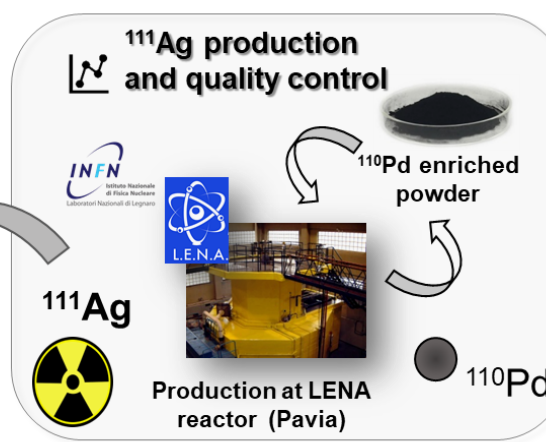 ¹¹¹Ag production
and quality control
INFN
Istituto Nazionale
di Fisica Nucleare
Laboratori Nazionali di Legnaro
L.E.N.A.
¹¹⁰Pd enriched
powder
¹¹¹Ag
Production at LENA
reactor (Pavia)
¹¹⁰Pd